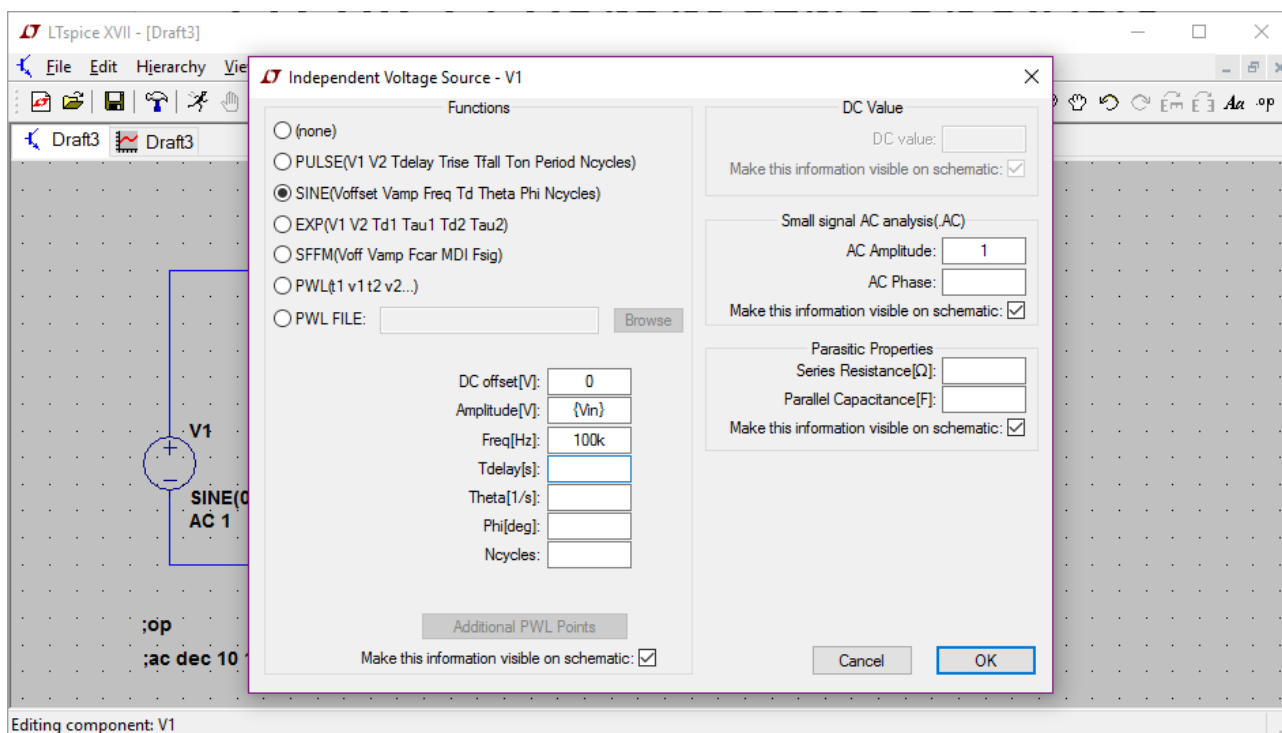 LTspice XVII - [Draft3]
File Edit Hierarchy Vie
Aa .op
Draft3 Draft3
Independent Voltage Source - V1
Functions
(none)
PULSE(V1 V2 Tdelay Trise Tfall Ton Period Ncycles)
SINE(Voffset Vamp Freq Td Theta Phi Ncycles)
EXP(V1 V2 Td1 Tau1 Td2 Tau2)
SFFM(Voff Vamp Fcar MDI Fsig)
PWL(t1 v1 t2 v2...)
PWL FILE: Browse
DC offset[V]: 0
Amplitude[V]: {Vin}
Freq[Hz]: 100k
Tdelay[s]:
Theta[1/s]:
Phi[deg]:
Ncycles:
Additional PWL Points
Make this information visible on schematic:
DC Value
DC value:
Make this information visible on schematic:
Small signal AC analysis(.AC)
AC Amplitude: 1
AC Phase:
Make this information visible on schematic:
Parasitic Properties
Series Resistance[Ω]:
Parallel Capacitance[F]:
Make this information visible on schematic:
Cancel OK
V1
SINE(0
AC 1
;op
;ac dec 10
Editing component: V1